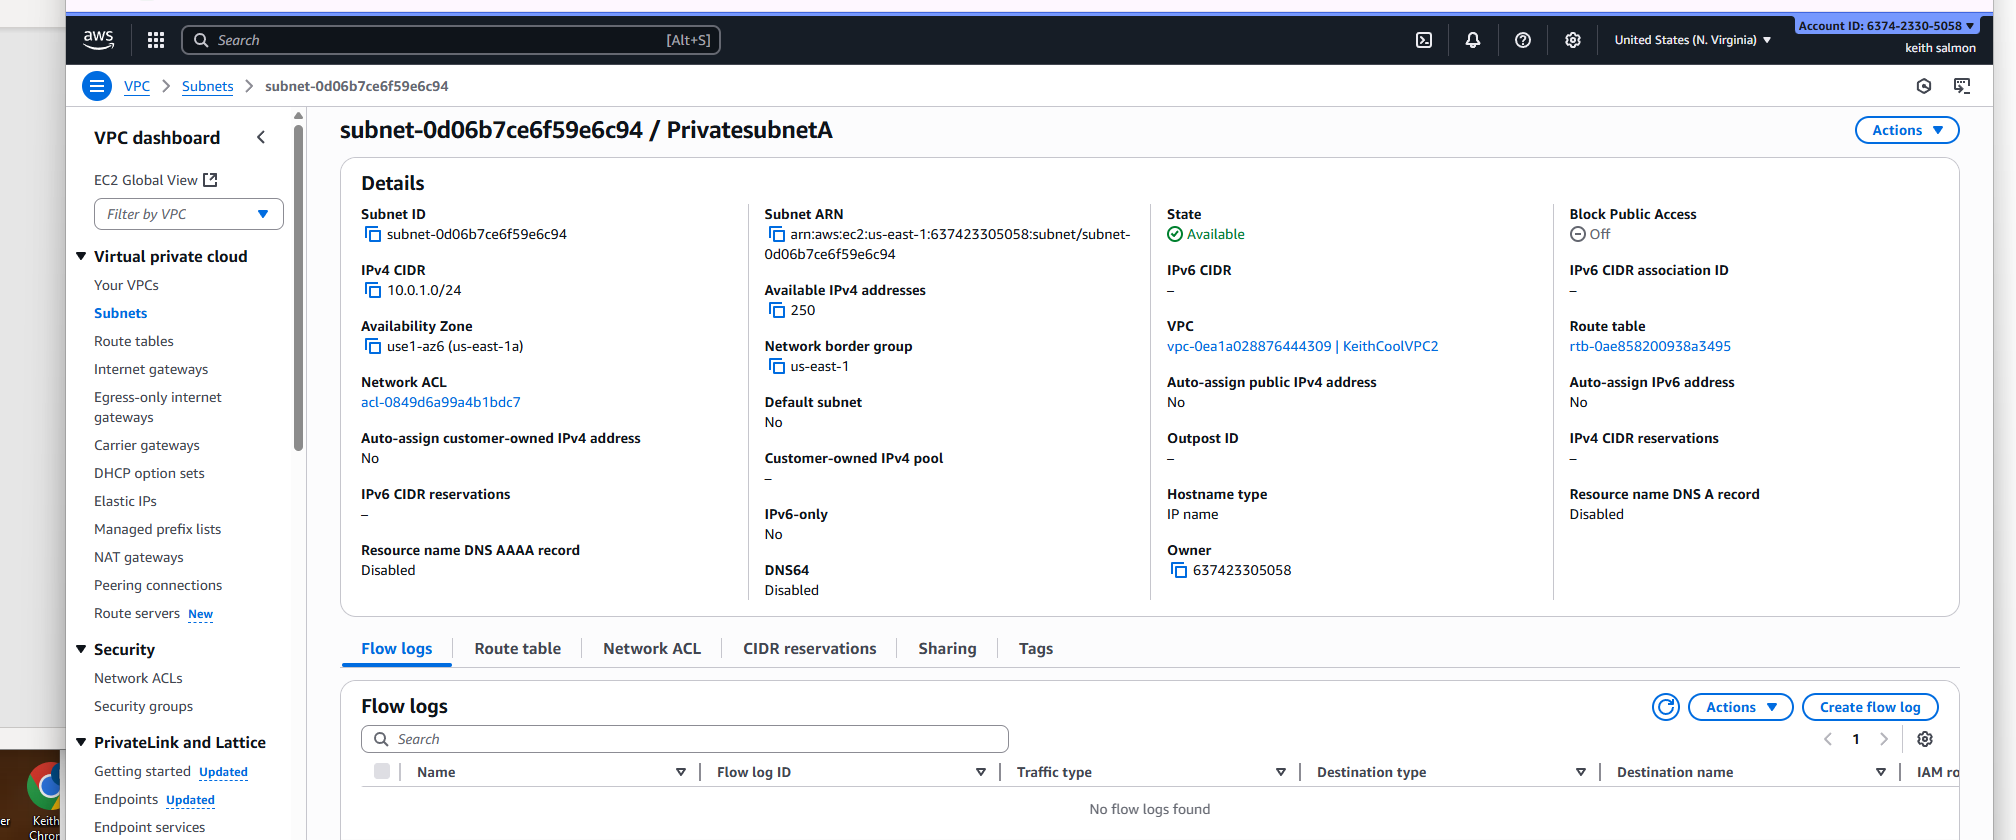 aws
Search
[Alt+S]
United States (N. Virginia)
Account ID: 6374-2330-5058
keith salmon
VPC
Subnets
subnet-0d06b7ce6f59e6c94
VPC dashboard
EC2 Global View
Filter by VPC
Virtual private cloud
Your VPCs
Subnets
Route tables
Internet gateways
Egress-only internet
gateways
Carrier gateways
DHCP option sets
Elastic IPs
Managed prefix lists
NAT gateways
Peering connections
Route servers New
Security
Network ACLs
Security groups
PrivateLink and Lattice
Getting started Updated
Endpoints Updated
Endpoint services
subnet-0d06b7ce6f59e6c94 / PrivatesubnetA
Actions
Details
Subnet ID
subnet-0d06b7ce6f59e6c94
IPv4 CIDR
10.0.1.0/24
Availability Zone
use1-az6 (us-east-1a)
Network ACL
acl-0849d6a99a4b1bdc7
Auto-assign customer-owned IPv4 address
No
IPv6 CIDR reservations
–
Resource name DNS AAAA record
Disabled
Subnet ARN
arn:aws:ec2:us-east-1:637423305058:subnet/subnet-
0d06b7ce6f59e6c94
Available IPv4 addresses
250
Network border group
us-east-1
Default subnet
No
Customer-owned IPv4 pool
–
IPv6-only
No
DNS64
Disabled
State
Available
IPv6 CIDR
–
VPC
vpc-0ea1a028876444309 | KeithCoolVPC2
Auto-assign public IPv4 address
No
Outpost ID
–
Hostname type
IP name
Owner
637423305058
Block Public Access
Off
IPv6 CIDR association ID
–
Route table
rtb-0ae858200938a3495
Auto-assign IPv6 address
No
IPv4 CIDR reservations
–
Resource name DNS A record
Disabled
Flow logs
Route table
Network ACL
CIDR reservations
Sharing
Tags
Flow logs
Actions
Create flow log
Search
1
Name
Flow log ID
Traffic type
Destination type
Destination name
IAM ro
No flow logs found
er
Keith
Chron